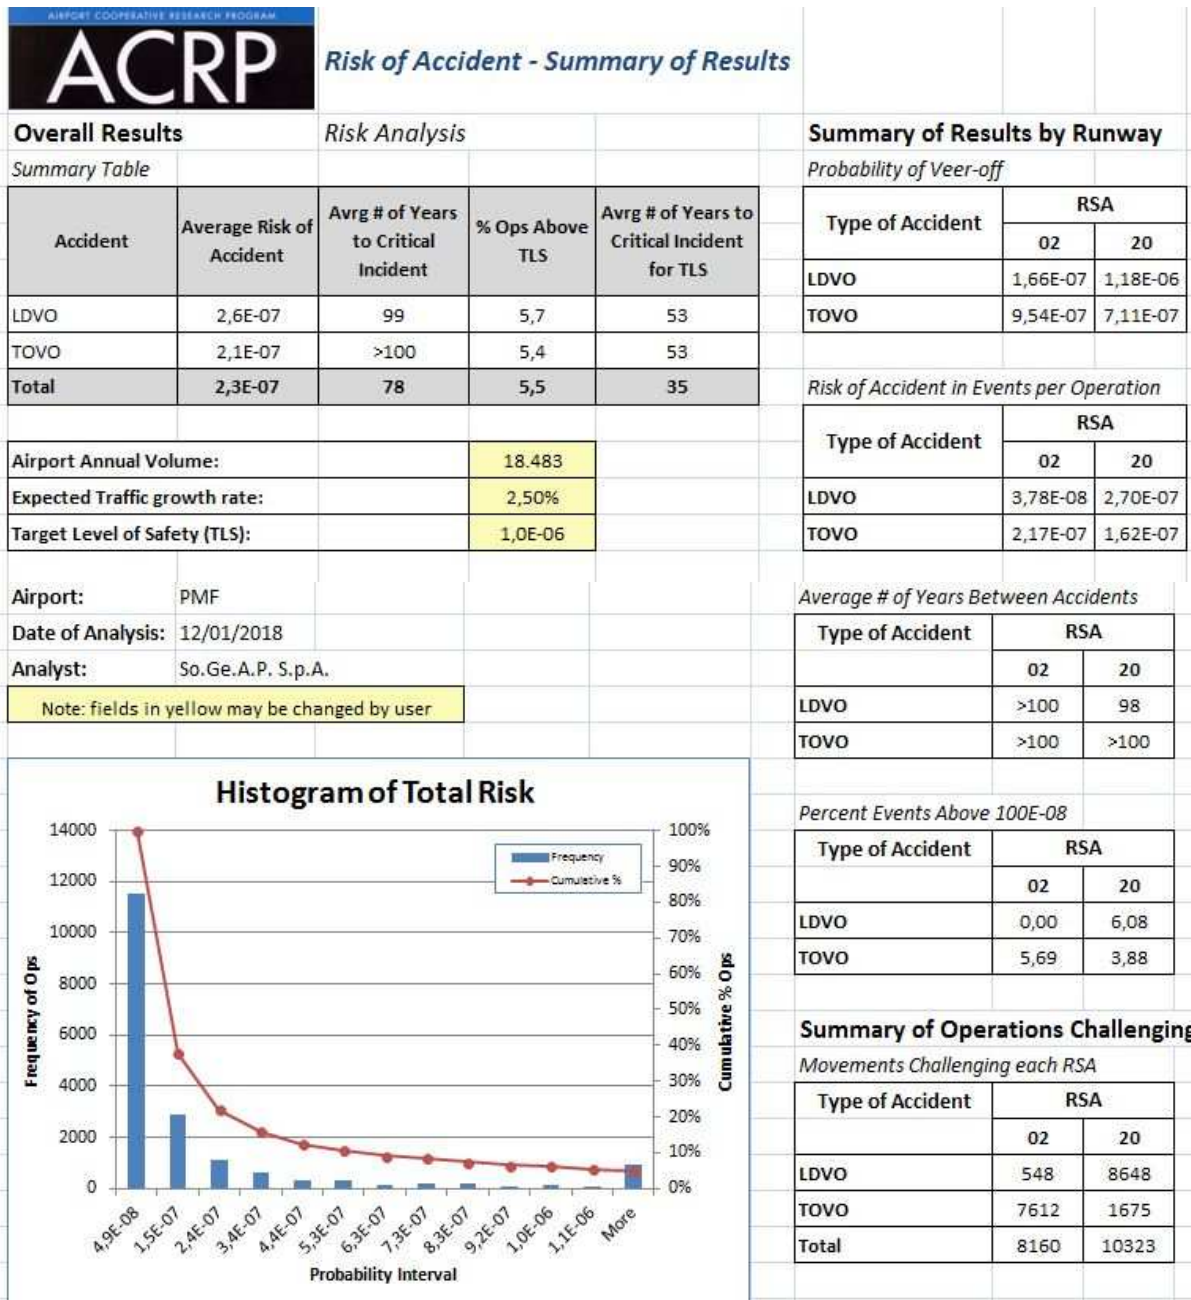 AIRPORT COOPERATIVE RESEARCH PROGRAM
ACRP
Risk of Accident - Summary of Results
Overall Results
Risk Analysis
Summary Table
Accident
Average Risk of Accident
Avrg # of Years to Critical Incident
% Ops Above TLS
Avrg # of Years to Critical Incident for TLS
LDVO 2,6E-07 99 5,7 53
TOVO 2,1E-07 >100 5,4 53
Total 2,3E-07 78 5,5 35
Airport Annual Volume: 18.483
Expected Traffic growth rate: 2,50%
Target Level of Safety (TLS): 1,0E-06
Airport: PMF
Date of Analysis: 12/01/2018
Analyst: So.Ge.A.P. S.p.A.
Note: fields in yellow may be changed by user
Histogram of Total Risk
Frequency
Cumulative %
Frequency of Ops
14000
12000
10000
8000
6000
4000
2000
0
100%
90%
80%
70%
60%
50%
40%
30%
20%
10%
0%
Cumulative % Ops
4,9E-08 1,5E-07 2,4E-07 3,4E-07 4,4E-07 5,3E-07 6,3E-07 7,3E-07 8,3E-07 9,2E-07 1,0E-06 1,1E-06 More
Probability Interval
Summary of Results by Runway
Probability of Veer-off
Type of Accident RSA
02 20
LDVO 1,66E-07 1,18E-06
TOVO 9,54E-07 7,11E-07
Risk of Accident in Events per Operation
Type of Accident RSA
02 20
LDVO 3,78E-08 2,70E-07
TOVO 2,17E-07 1,62E-07
Average # of Years Between Accidents
Type of Accident RSA
02 20
LDVO >100 98
TOVO >100 >100
Percent Events Above 100E-08
Type of Accident RSA
02 20
LDVO 0,00 6,08
TOVO 5,69 3,88
Summary of Operations Challenging
Movements Challenging each RSA
Type of Accident RSA
02 20
LDVO 548 8648
TOVO 7612 1675
Total 8160 10323